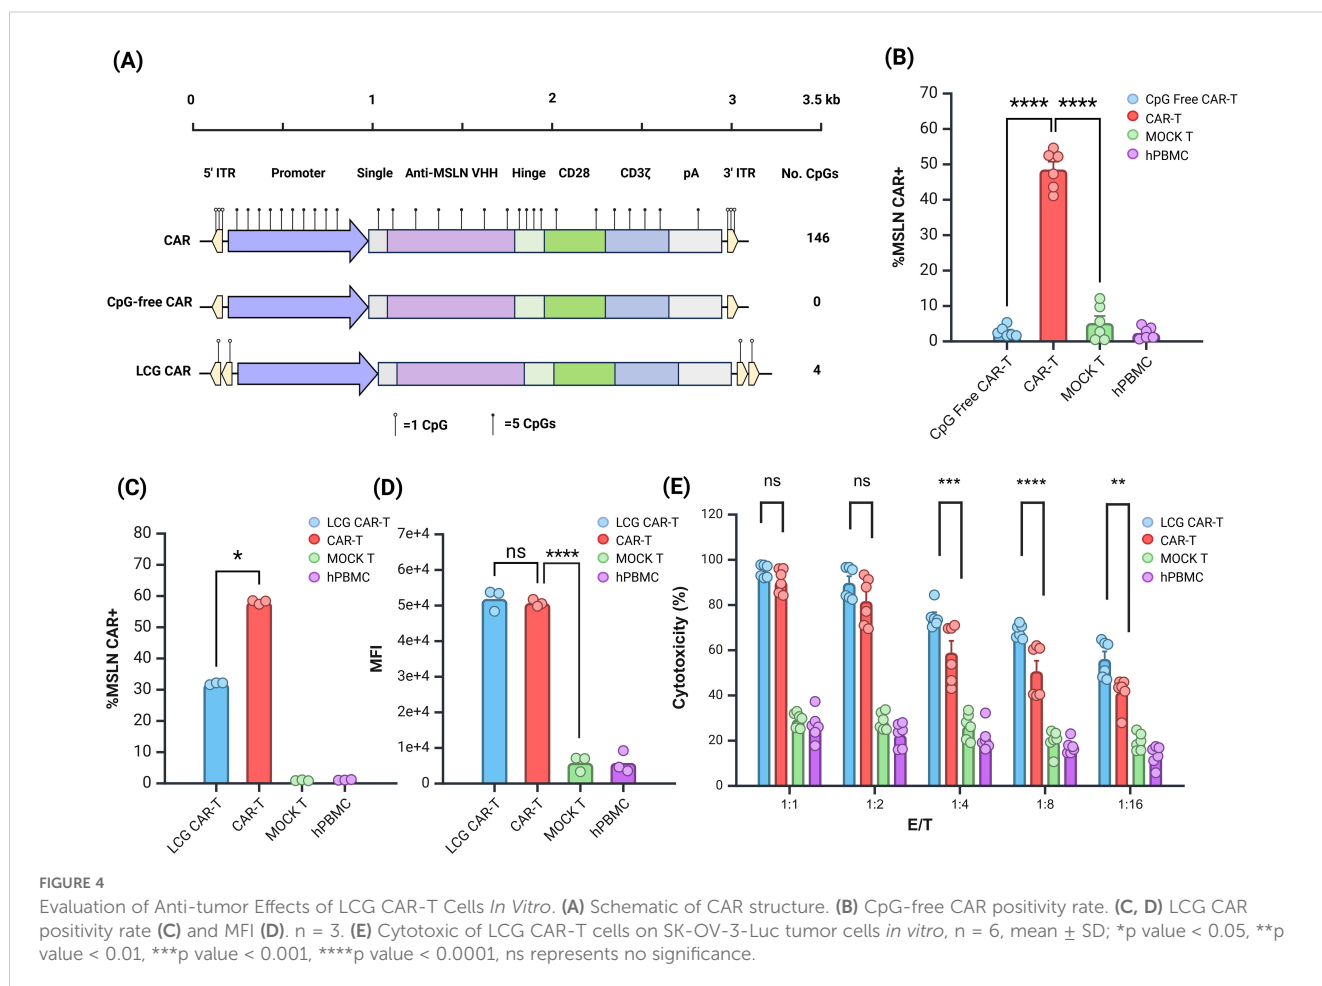 (A)
0 1 2 3 3.5 kb
5' ITR Promoter Single Anti-MSLN VHH Hinge CD28 CD3ζ pA 3' ITR No. CpGs
CAR 146
CpG-free CAR 0
LCG CAR 4
=1 CpG =5 CpGs
(B)
%MSLN CAR+
70
60
50
40
30
20
10
0
**** ****
CpG Free CAR-T
CAR-T
MOCK T
hPBMC
CpG Free CAR-T CAR-T MOCK T hPBMC
(C)
%MSLN CAR+
80
70
60
50
40
30
20
10
0
*
LCG CAR-T
CAR-T
MOCK T
hPBMC
LCG CAR-T CAR-T MOCK T hPBMC
(D)
MFI
7e+4
6e+4
5e+4
4e+4
3e+4
2e+4
1e+4
0
ns ****
LCG CAR-T
CAR-T
MOCK T
hPBMC
LCG CAR-T CAR-T MOCK T hPBMC
(E)
ns ns *** **** **
Cytotoxicity (%)
120
100
80
60
40
20
0
LCG CAR-T
CAR-T
MOCK T
hPBMC
1:1 1:2 1:4 1:8 1:16
E/T
FIGURE 4
Evaluation of Anti-tumor Effects of LCG CAR-T Cells In Vitro. (A) Schematic of CAR structure. (B) CpG-free CAR positivity rate. (C, D) LCG CAR
positivity rate (C) and MFI (D). n = 3. (E) Cytotoxic of LCG CAR-T cells on SK-OV-3-Luc tumor cells in vitro, n = 6, mean ± SD; *p value < 0.05, **p
value < 0.01, ***p value < 0.001, ****p value < 0.0001, ns represents no significance.